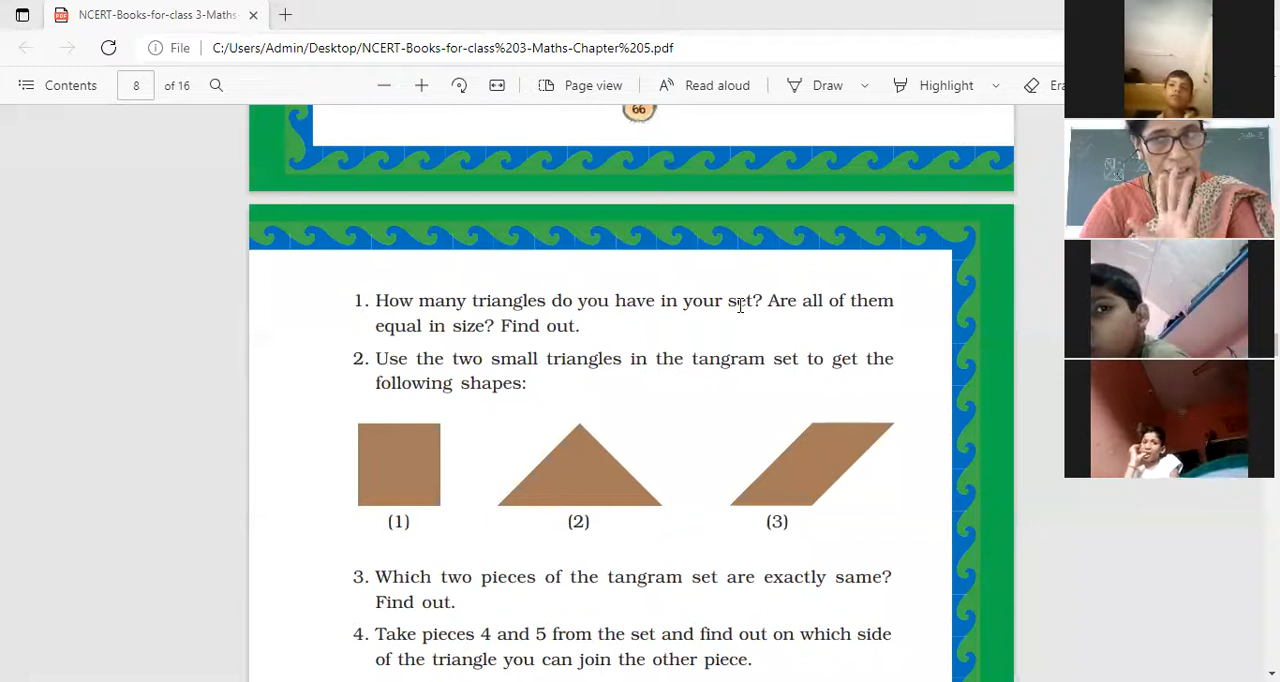 NCERT-Books-for-class 3-Maths
File C:/Users/Admin/Desktop/NCERT-Books-for-class%203-Maths-Chapter%205.pdf
Contents 8 of 16 Page view Read aloud Draw Highlight Era
66
1. How many triangles do you have in your set? Are all of them
equal in size? Find out.
2. Use the two small triangles in the tangram set to get the
following shapes:
(1) (2) (3)
3. Which two pieces of the tangram set are exactly same?
Find out.
4. Take pieces 4 and 5 from the set and find out on which side
of the triangle you can join the other piece.